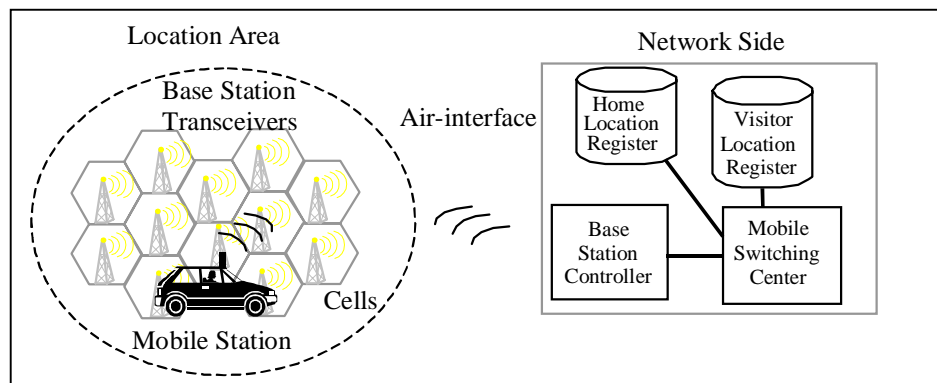 Location Area
Base Station
Transceivers
Cells
Mobile Station
Air-interface
Network Side
Home
Location
Register
Visitor
Location
Register
Base
Station
Controller
Mobile
Switching
Center